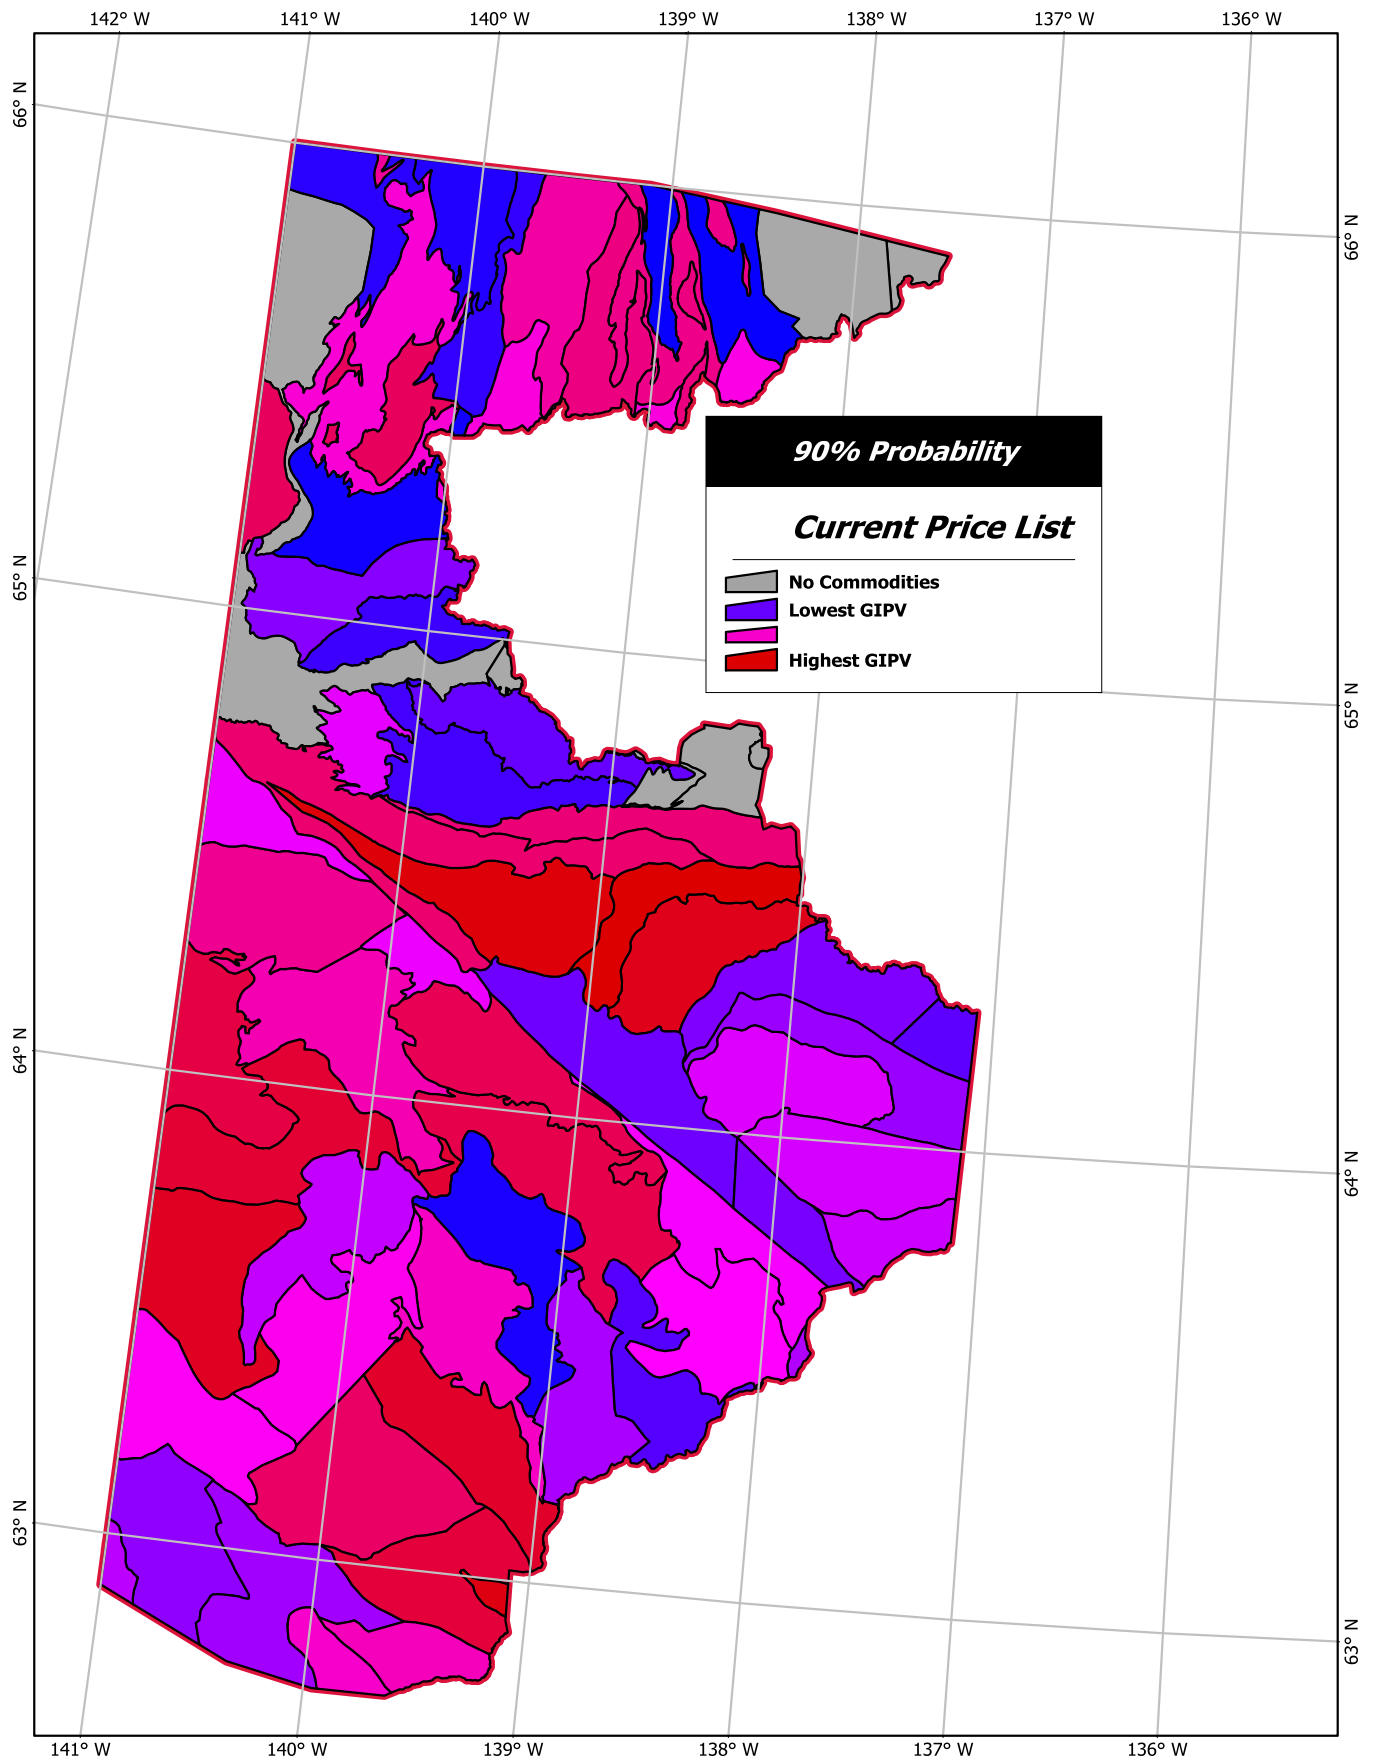 142° W 141° W 140° W 139° W 138° W 137° W 136° W
66° N
66° N
90% Probability
Current Price List
No Commodities
Lowest GIPV
Highest GIPV
65° N
65° N
64° N
64° N
63° N
63° N
141° W 140° W 139° W 138° W 137° W 136° W